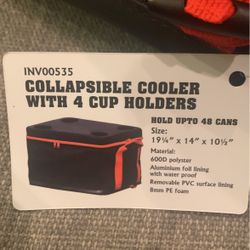 INV00535
COLLAPSIBLE COOLER
WITH 4 CUP HOLDERS
HOLD UPTO 48 CANS
Size:
19¼" x 14" x 10½"
Material:
600D polyster
Aluminium foil lining
with water proof
Removable PVC surface lining
8mm PE foam